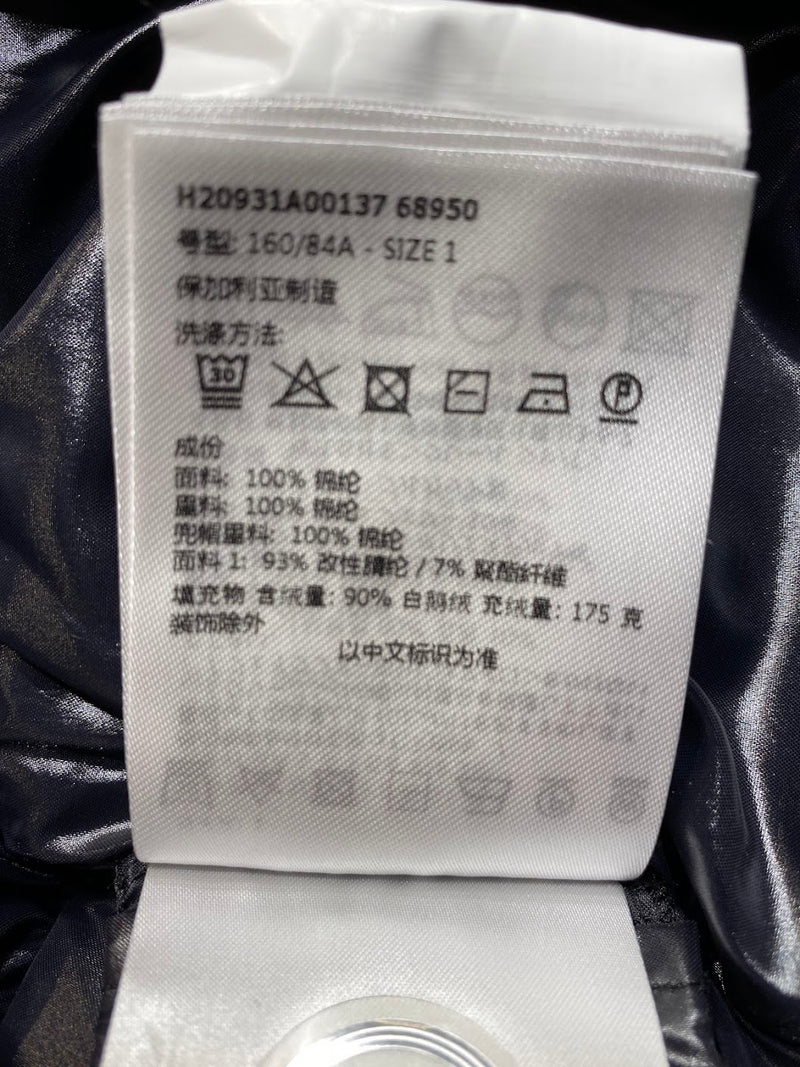 H20931A00137 68950
号型: 160/84A - SIZE 1
保加利亚制造
洗涤方法:
30
P
成份
面料: 100% 锦纶
里料: 100% 锦纶
兜帽里料: 100% 锦纶
面料 1: 93% 改性腈纶 / 7% 聚酯纤维
填充物 含绒量: 90% 白鹅绒 充绒量: 175 克
装饰除外
以中文标识为准